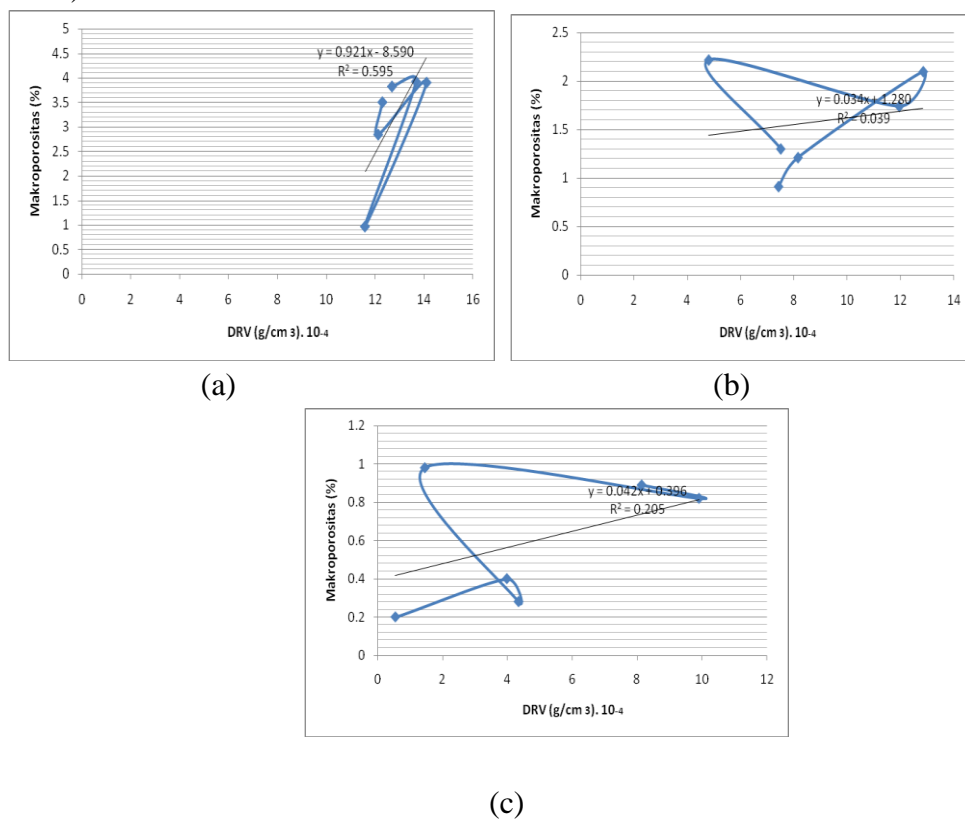 )
5
4.5
4
3.5
3
2.5
2
1.5
1
0.5
0
Makroporositas (%)
y = 0.921x - 8.590
R² = 0.595
0 2 4 6 8 10 12 14 16
DRV (g/cm 3). 10-4
(a)
2.5
2
1.5
1
0.5
0
Makroporositas (%)
y = 0.034x + 1.280
R² = 0.039
0 2 4 6 8 10 12 14
DRV (g/cm 3). 10-4
(b)
1.2
1
0.8
0.6
0.4
0.2
0
Makroporositas (%)
y = 0.042x + 0.396
R² = 0.205
0 2 4 6 8 10 12
DRV (g/cm 3). 10-4
(c)